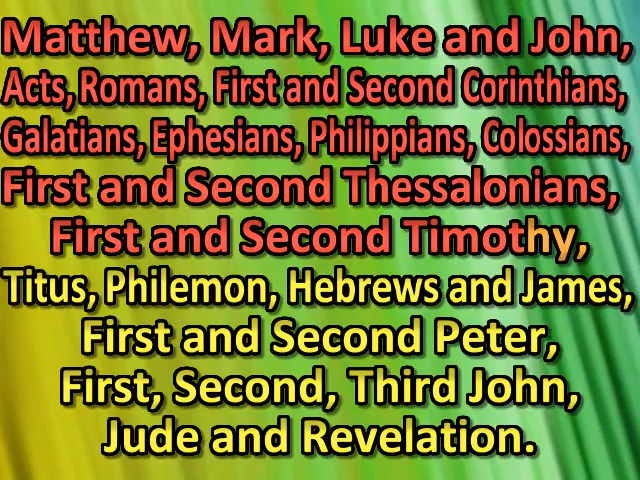 Matthew, Mark, Luke and John,
Acts, Romans, First and Second Corinthians,
Galatians, Ephesians, Philippians, Colossians,
First and Second Thessalonians,
First and Second Timothy,
Titus, Philemon, Hebrews and James,
First and Second Peter,
First, Second, Third John,
Jude and Revelation.